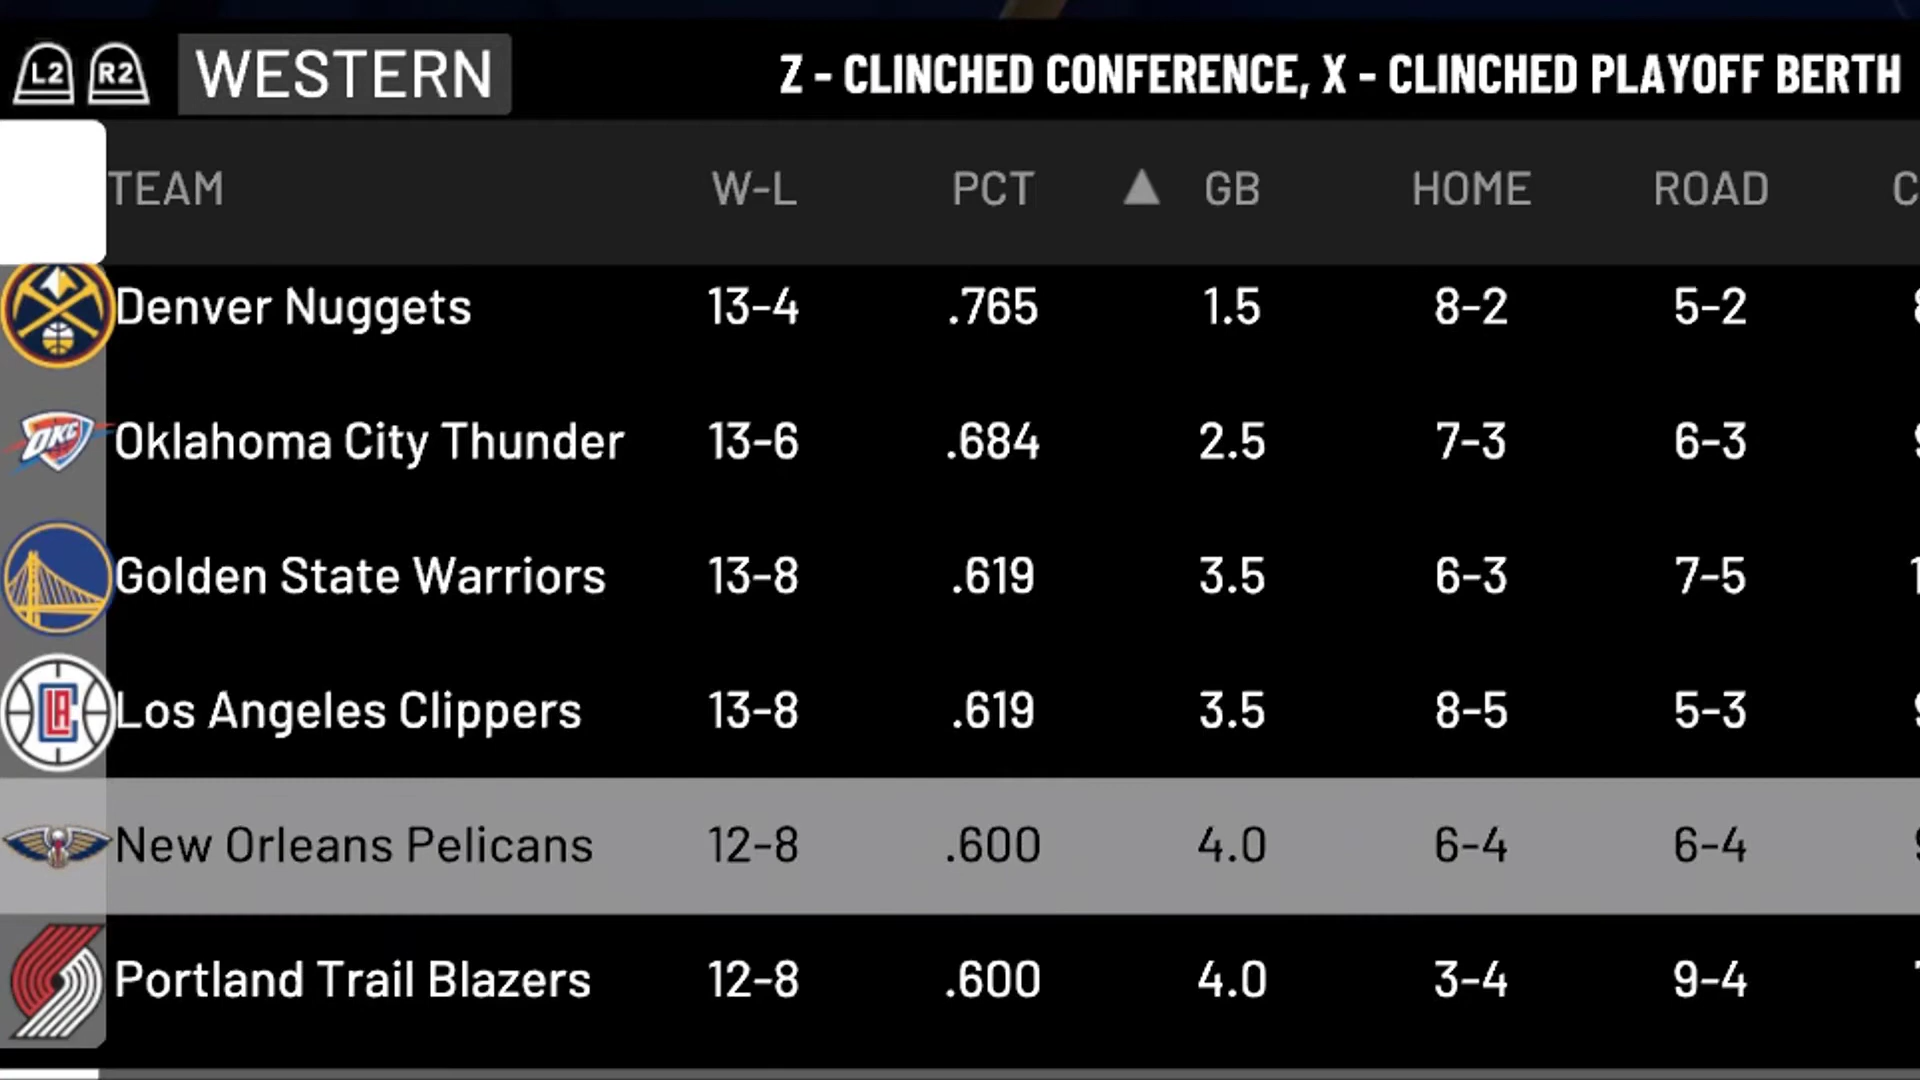 L2 R2 WESTERN Z - CLINCHED CONFERENCE, X - CLINCHED PLAYOFF BERTH
TEAM W-L PCT ▲ GB HOME ROAD
Denver Nuggets 13-4 .765 1.5 8-2 5-2
OKC Oklahoma City Thunder 13-6 .684 2.5 7-3 6-3
Golden State Warriors 13-8 .619 3.5 6-3 7-5
LA Los Angeles Clippers 13-8 .619 3.5 8-5 5-3
New Orleans Pelicans 12-8 .600 4.0 6-4 6-4
Portland Trail Blazers 12-8 .600 4.0 3-4 9-4